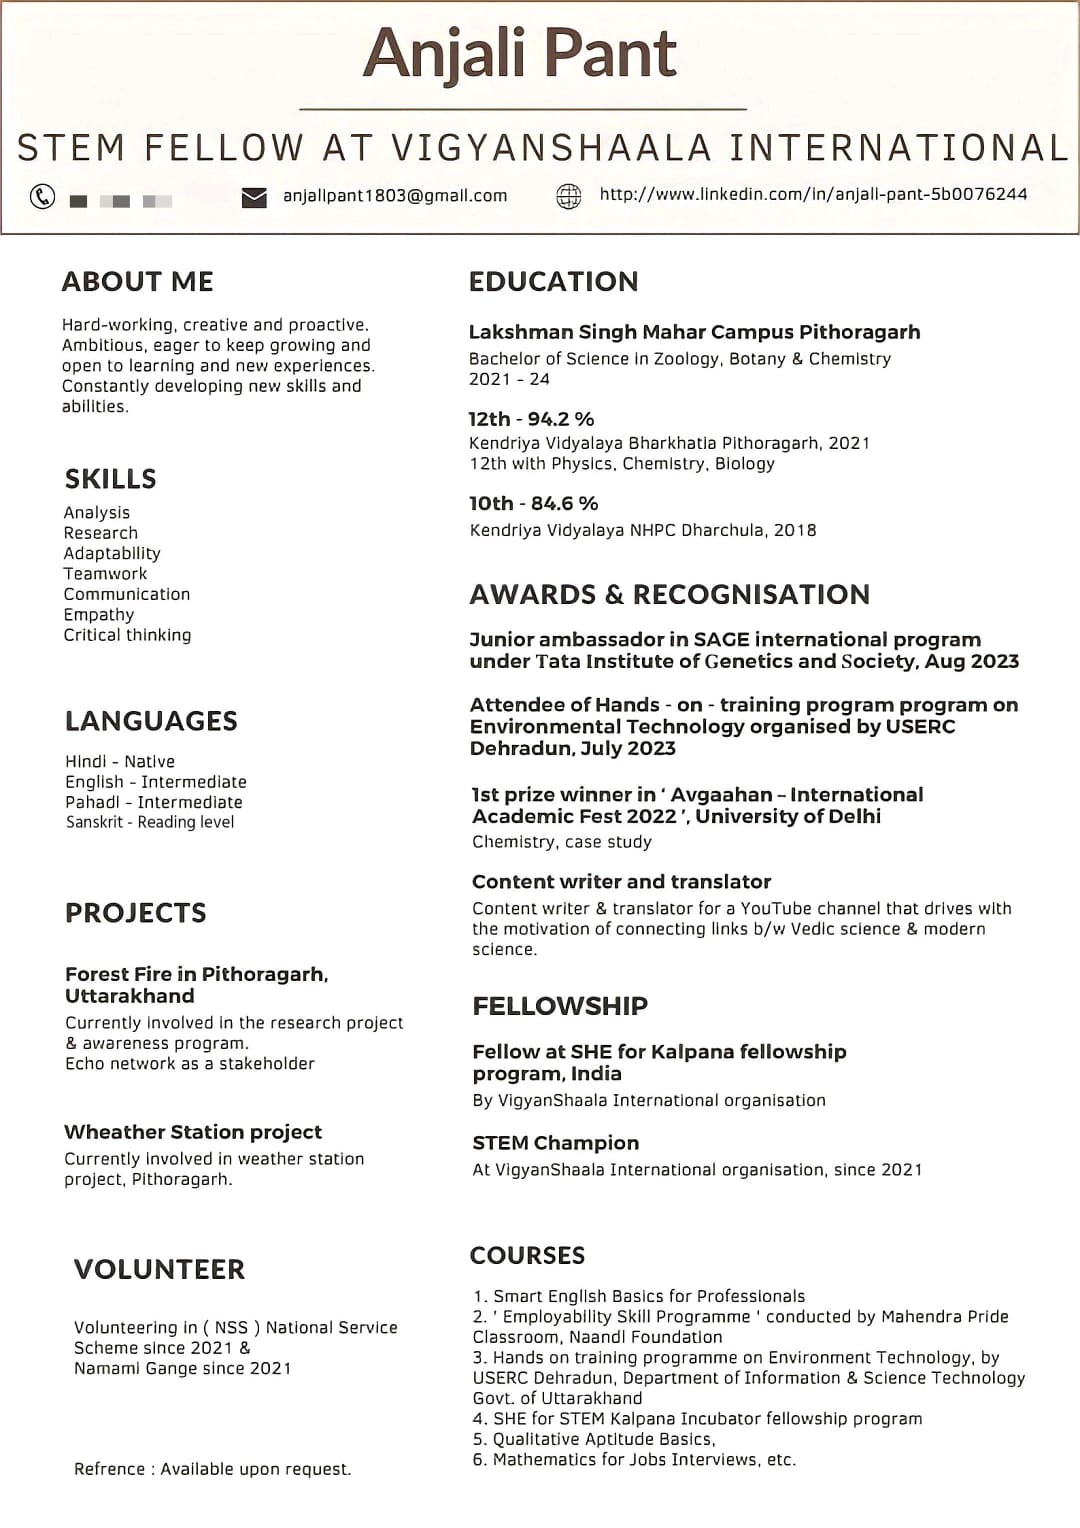 Anjali Pant
STEM FELLOW AT VIGYANSHAALA INTERNATIONAL
anjalipant1803@gmail.com
http://www.linkedin.com/in/anjali-pant-5b0076244
ABOUT ME
Hard-working, creative and proactive.
Ambitious, eager to keep growing and
open to learning and new experiences.
Constantly developing new skills and
abilities.
SKILLS
Analysis
Research
Adaptability
Teamwork
Communication
Empathy
Critical thinking
LANGUAGES
Hindi - Native
English - Intermediate
Pahadi - Intermediate
Sanskrit - Reading level
PROJECTS
Forest Fire in Pithoragarh,
Uttarakhand
Currently involved in the research project
& awareness program.
Echo network as a stakeholder
Wheather Station project
Currently involved in weather station
project, Pithoragarh.
VOLUNTEER
Volunteering in ( NSS ) National Service
Scheme since 2021 &
Namami Gange since 2021
Refrence : Available upon request.
EDUCATION
Lakshman Singh Mahar Campus Pithoragarh
Bachelor of Science in Zoology, Botany & Chemistry
2021 - 24
12th - 94.2 %
Kendriya Vidyalaya Bharkhatia Pithoragarh, 2021
12th with Physics, Chemistry, Biology
10th - 84.6 %
Kendriya Vidyalaya NHPC Dharchula, 2018
AWARDS & RECOGNISATION
Junior ambassador in SAGE international program
under Tata Institute of Genetics and Society, Aug 2023
Attendee of Hands - on - training program program on
Environmental Technology organised by USERC
Dehradun, July 2023
1st prize winner in ‘ Avgaahan – International
Academic Fest 2022 ’, University of Delhi
Chemistry, case study
Content writer and translator
Content writer & translator for a YouTube channel that drives with
the motivation of connecting links b/w Vedic science & modern
science.
FELLOWSHIP
Fellow at SHE for Kalpana fellowship
program, India
By VigyanShaala International organisation
STEM Champion
At VigyanShaala International organisation, since 2021
COURSES
1. Smart English Basics for Professionals
2. ' Employability Skill Programme ' conducted by Mahendra Pride
Classroom, Naandi Foundation
3. Hands on training programme on Environment Technology, by
USERC Dehradun, Department of Information & Science Technology
Govt. of Uttarakhand
4. SHE for STEM Kalpana Incubator fellowship program
5. Qualitative Aptitude Basics,
6. Mathematics for Jobs Interviews, etc.